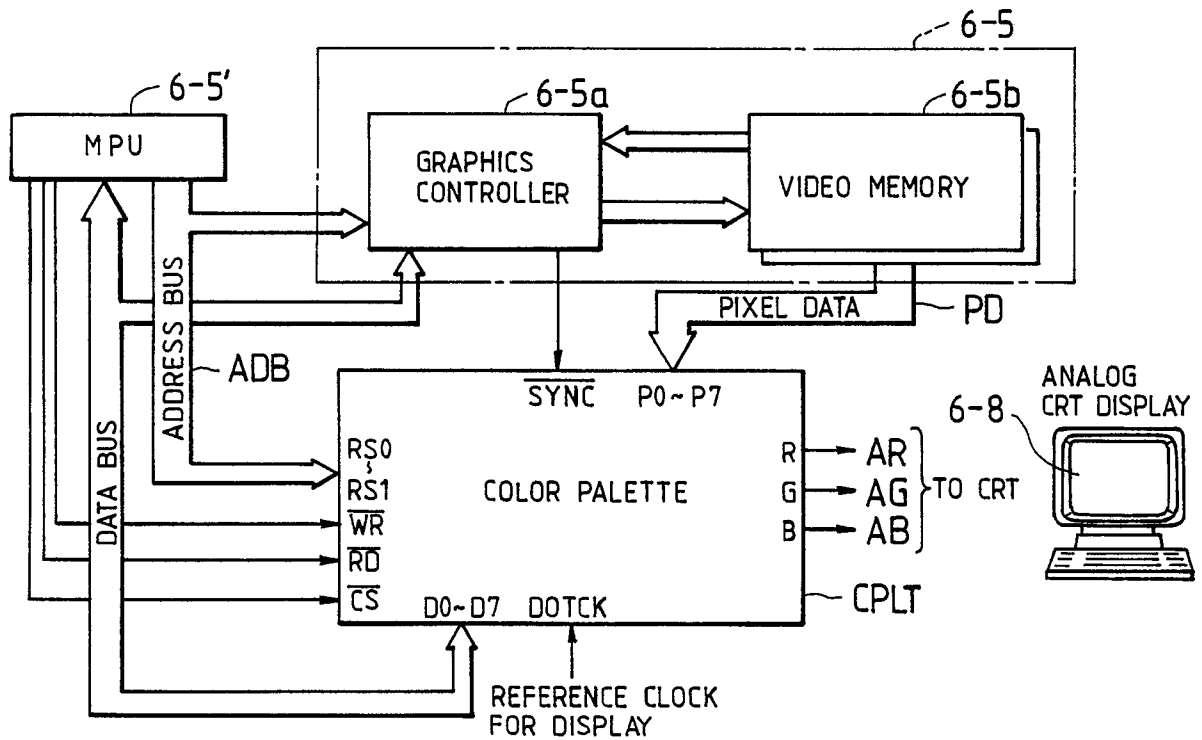 6-5
6-5'
6-5a
6-5b
MPU
GRAPHICS
CONTROLLER
VIDEO MEMORY
ADDRESS BUS
PIXEL DATA
PD
ADB
DATA BUS
SYNC
P0~P7
ANALOG
CRT DISPLAY
6-8
RS0
~
RS1
WR
RD
CS
COLOR PALETTE
R
AR
G
AG
B
AB
TO CRT
D0~D7
DOTCK
CPLT
REFERENCE CLOCK
FOR DISPLAY